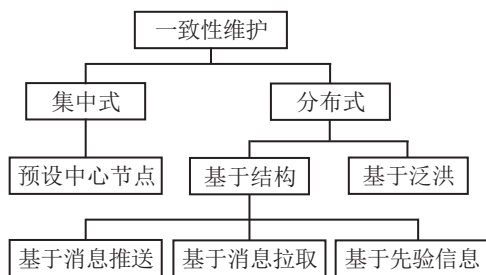 一致性维护
集中式
分布式
预设中心节点
基于结构
基于泛洪
基于消息推送
基于消息拉取
基于先验信息